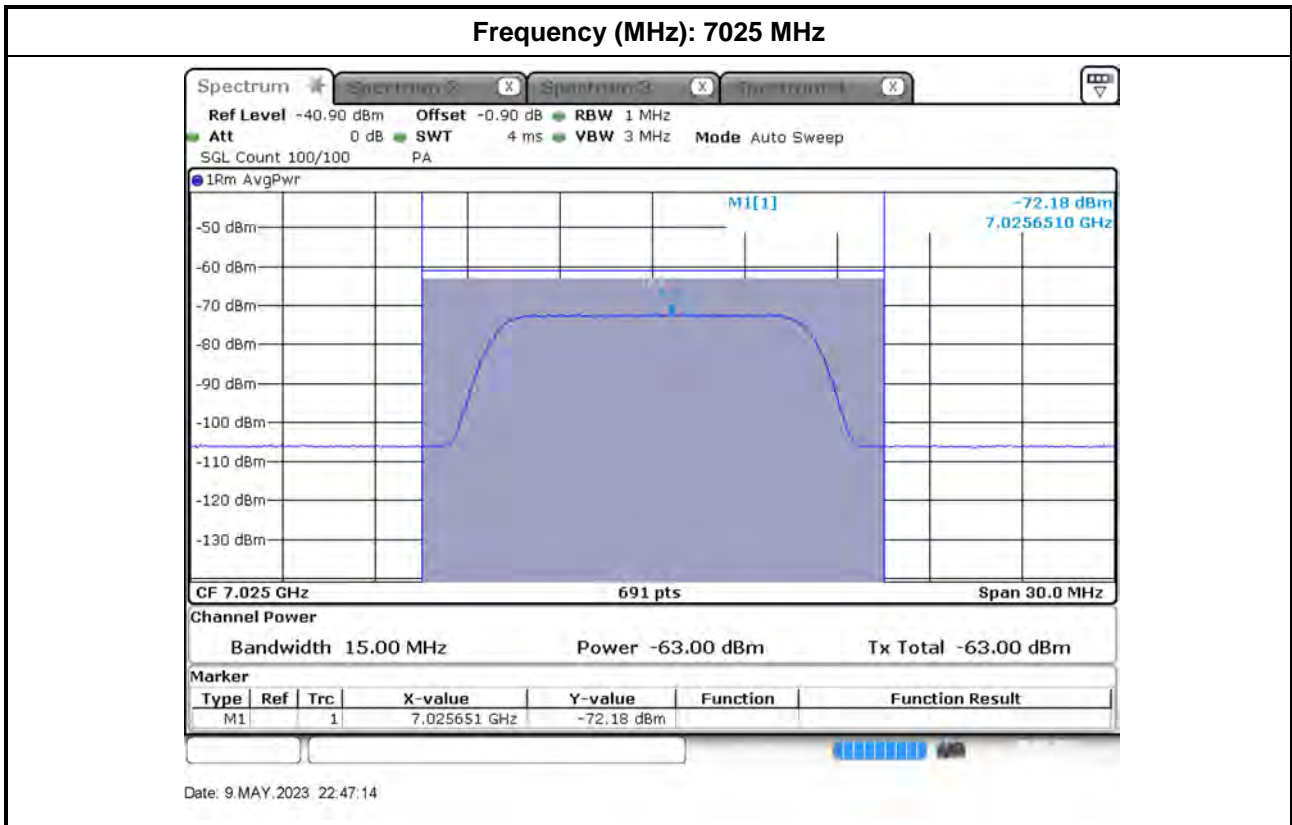 Frequency (MHz): 7025 MHz
Spectrum Spectrum 2 X Spectrum 3 X X
Ref Level -40.90 dBm Offset -0.90 dB RBW 1 MHz
Att 0 dB SWT 4 ms VBW 3 MHz Mode Auto Sweep
SGL Count 100/100 PA
1Rm AvgPwr
M1[1] -72.18 dBm
7.0256510 GHz
-50 dBm
-60 dBm
-70 dBm
-80 dBm
-90 dBm
-100 dBm
-110 dBm
-120 dBm
-130 dBm
CF 7.025 GHz 691 pts Span 30.0 MHz
Channel Power
Bandwidth 15.00 MHz Power -63.00 dBm Tx Total -63.00 dBm
Marker
Type Ref Trc X-value Y-value Function Function Result
M1 1 7.025651 GHz -72.18 dBm
Date: 9.MAY.2023 22:47:14